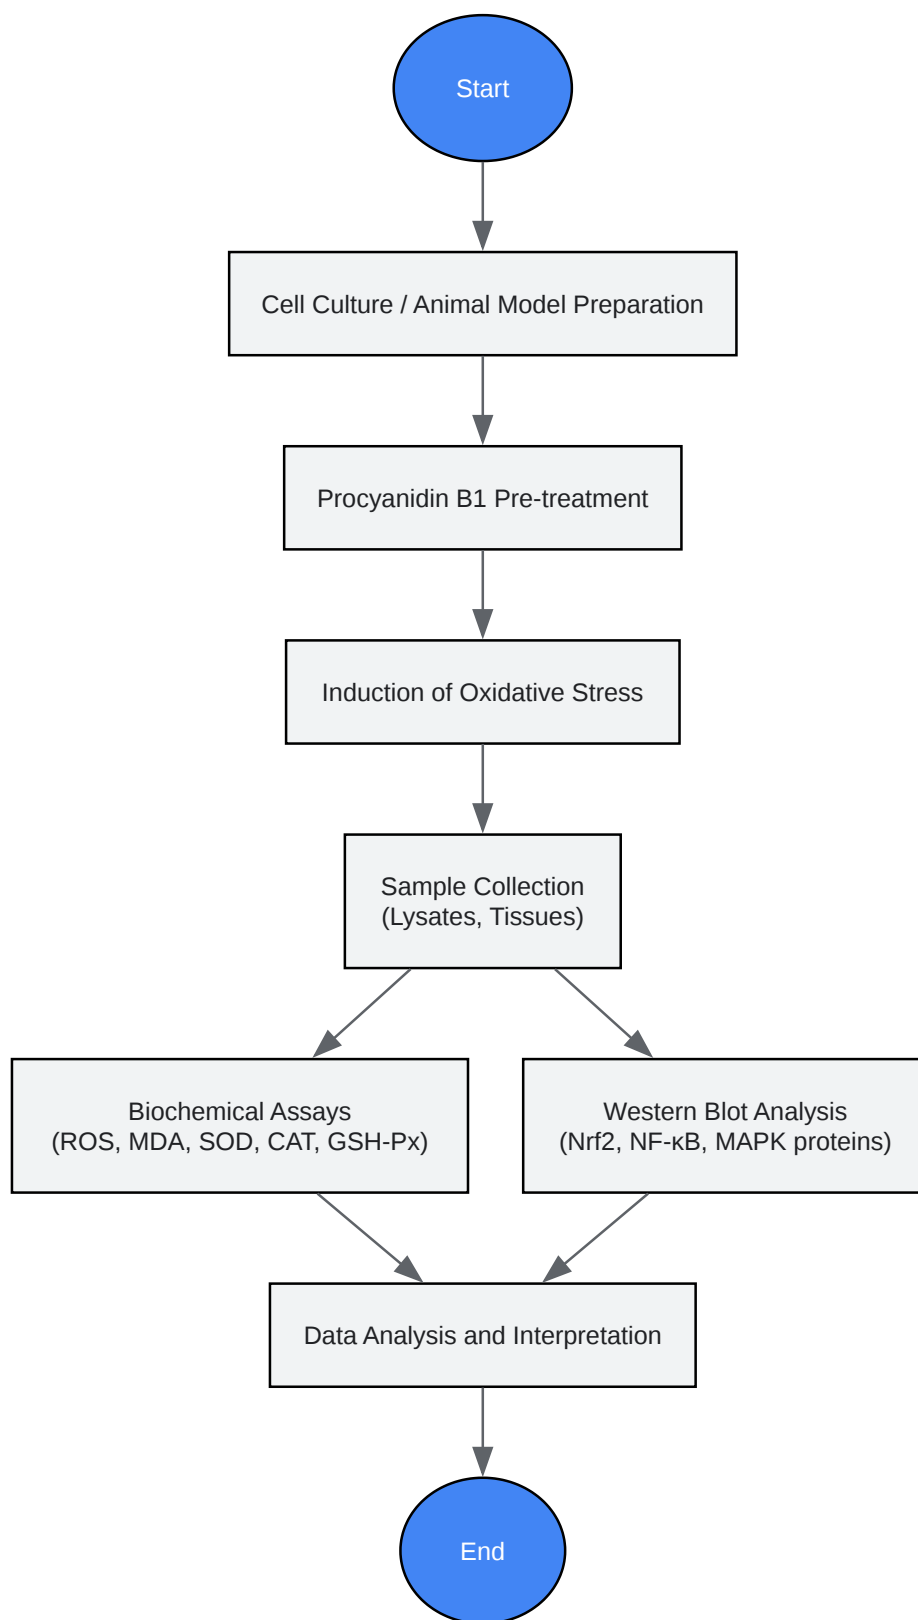 Start
Cell Culture / Animal Model Preparation
Procyanidin B1 Pre-treatment
Induction of Oxidative Stress
Sample Collection
(Lysates, Tissues)
Biochemical Assays
(ROS, MDA, SOD, CAT, GSH-Px)
Western Blot Analysis
(Nrf2, NF-κB, MAPK proteins)
Data Analysis and Interpretation
End